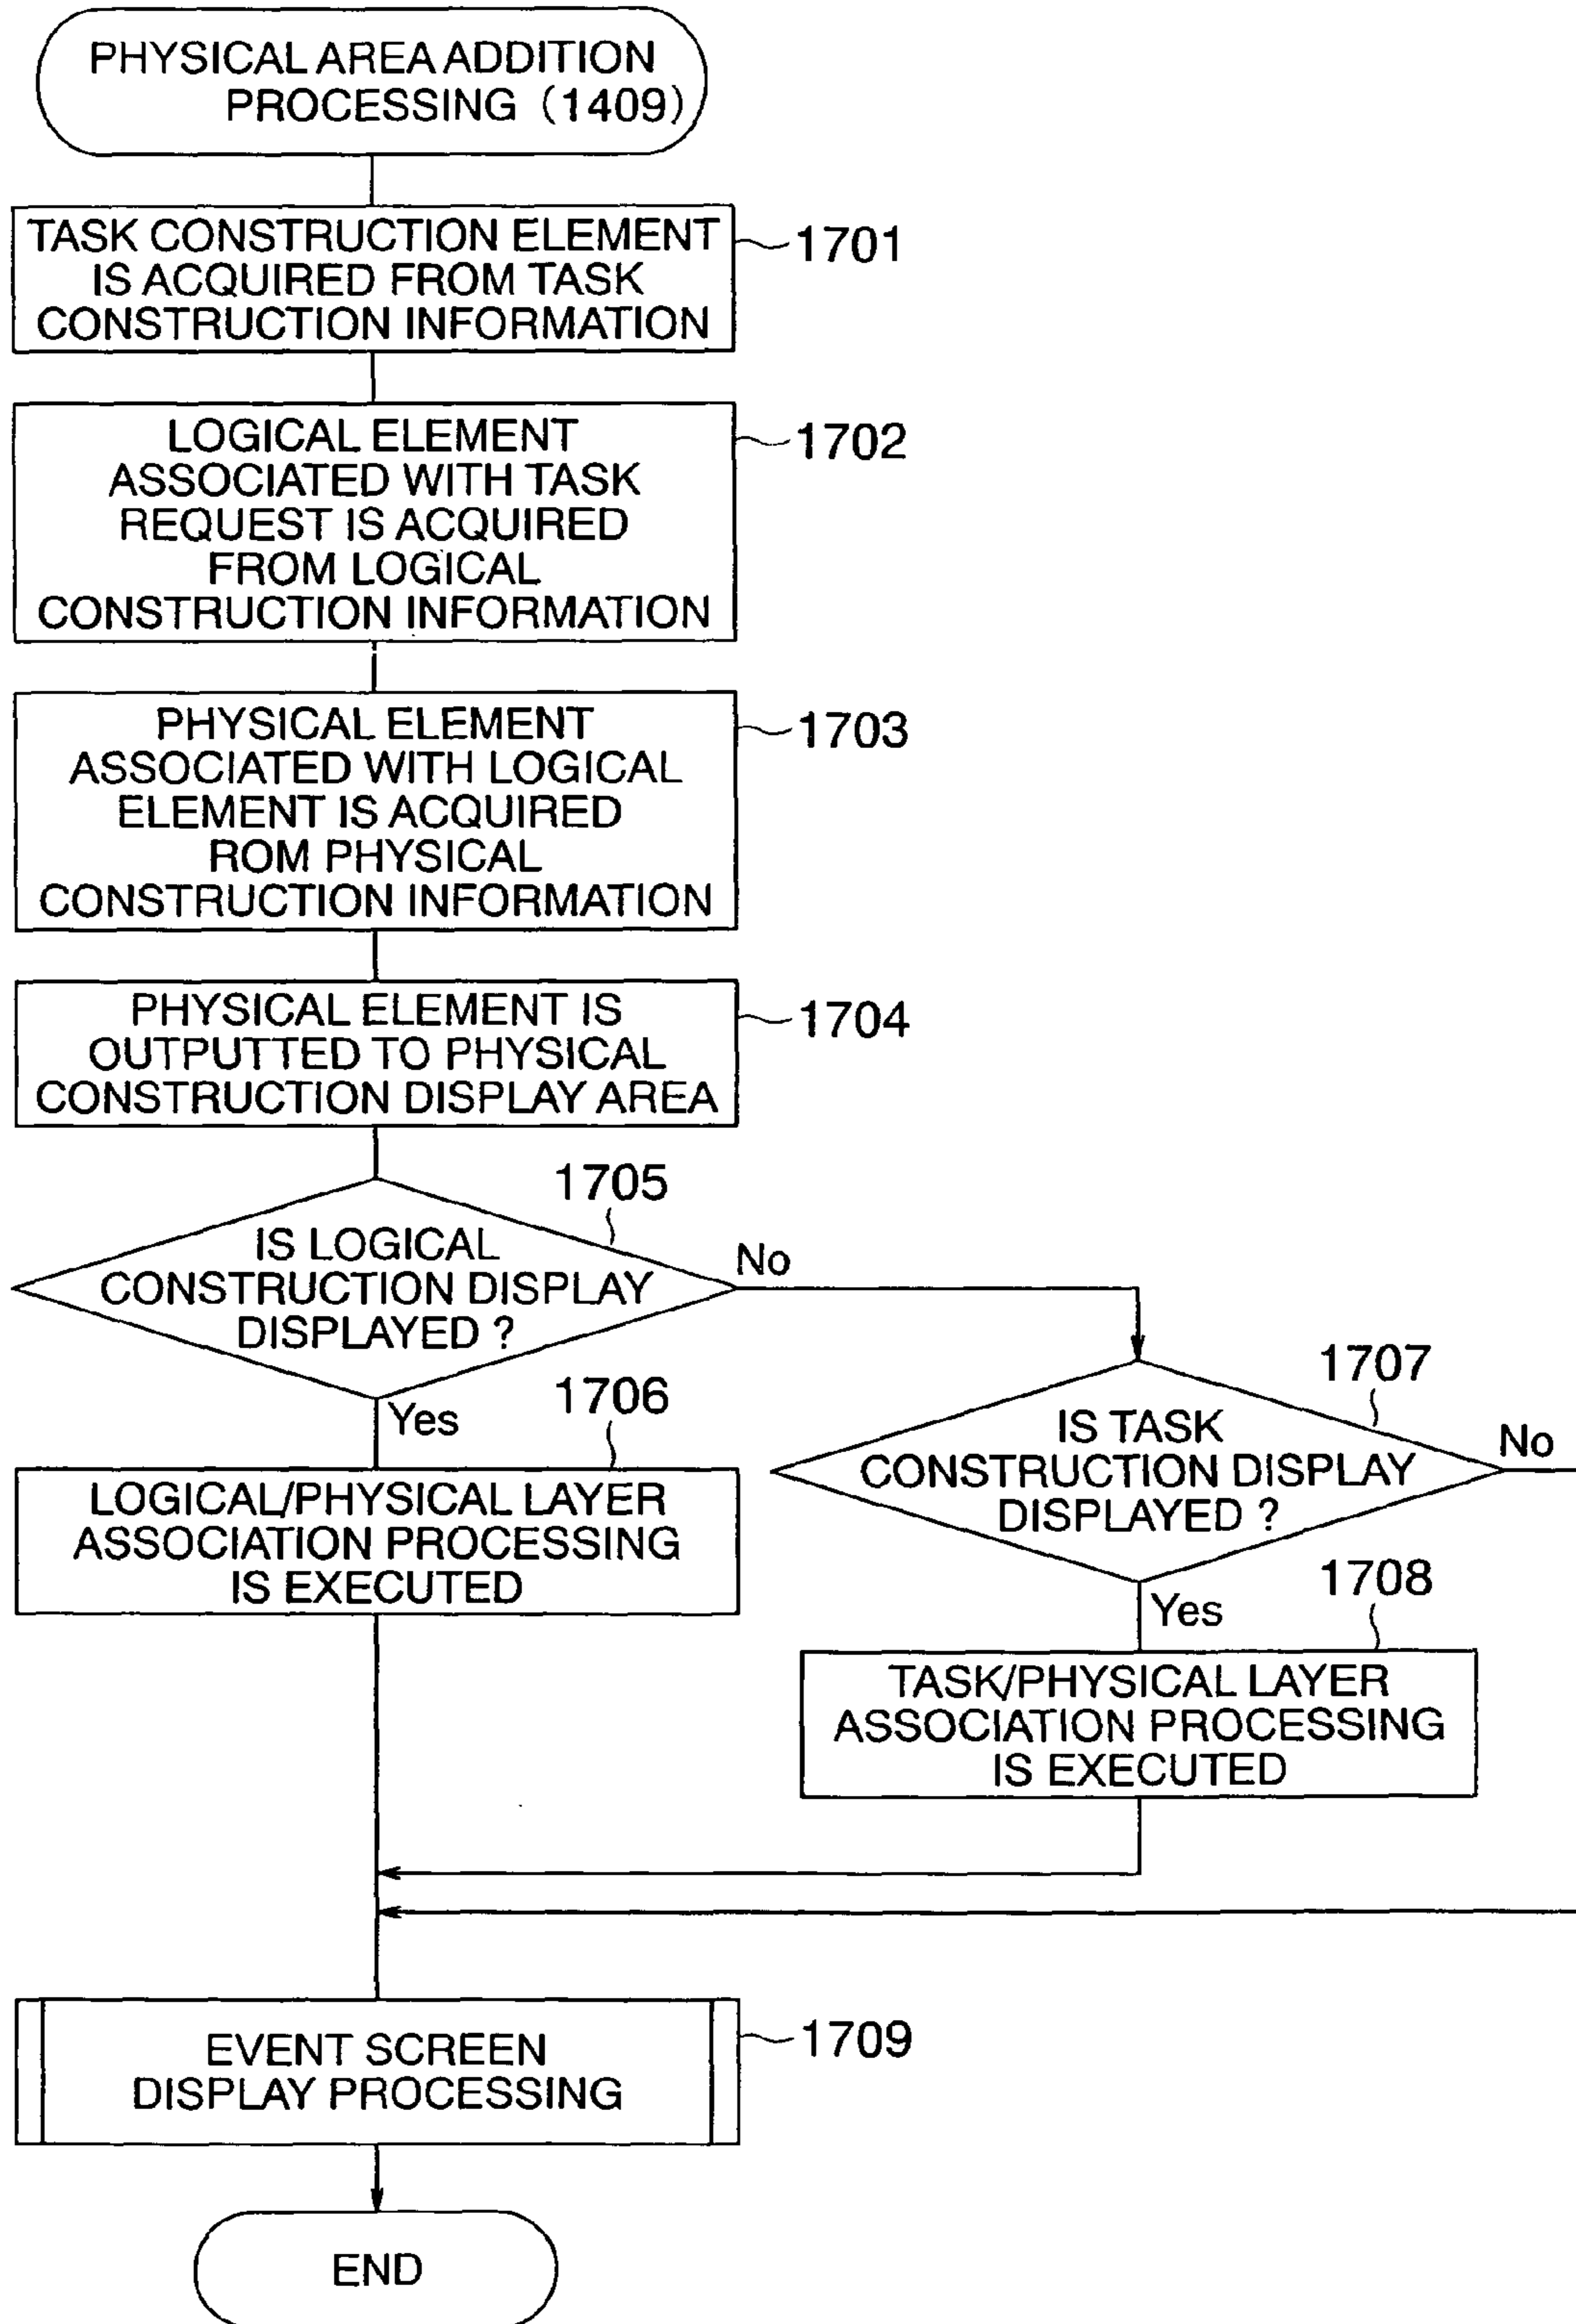 PHYSICAL AREA ADDITION
PROCESSING (1409)
TASK CONSTRUCTION ELEMENT
IS ACQUIRED FROM TASK
CONSTRUCTION INFORMATION
1701
LOGICAL ELEMENT
ASSOCIATED WITH TASK
REQUEST IS ACQUIRED
FROM LOGICAL
CONSTRUCTION INFORMATION
1702
PHYSICAL ELEMENT
ASSOCIATED WITH LOGICAL
ELEMENT IS ACQUIRED
ROM PHYSICAL
CONSTRUCTION INFORMATION
1703
PHYSICAL ELEMENT IS
OUTPUTTED TO PHYSICAL
CONSTRUCTION DISPLAY AREA
1704
1705
IS LOGICAL
CONSTRUCTION DISPLAY
DISPLAYED ?
No
Yes
1706
LOGICAL/PHYSICAL LAYER
ASSOCIATION PROCESSING
IS EXECUTED
1707
IS TASK
CONSTRUCTION DISPLAY
DISPLAYED ?
No
Yes
1708
TASK/PHYSICAL LAYER
ASSOCIATION PROCESSING
IS EXECUTED
EVENT SCREEN
DISPLAY PROCESSING
1709
END